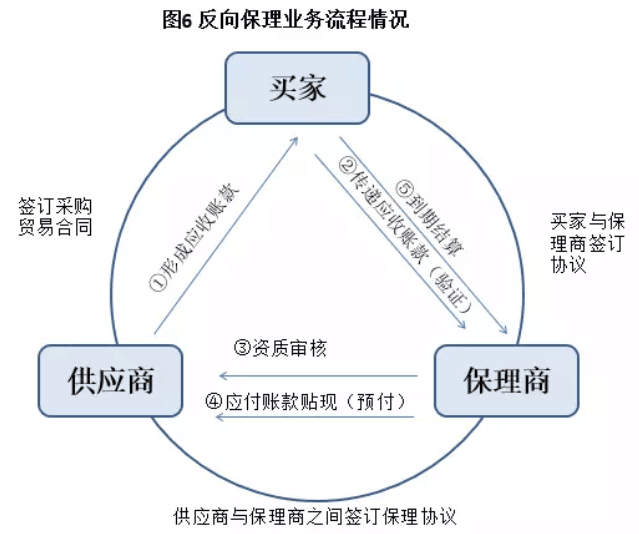 图6 反向保理业务流程情况
买家
签订采购
贸易合同
①形成应收账款
②传递应收账款（验证）
⑤到期结算
买家与保
理商签订
协议
③资质审核
供应商
保理商
④应付账款贴现（预付）
供应商与保理商之间签订保理协议